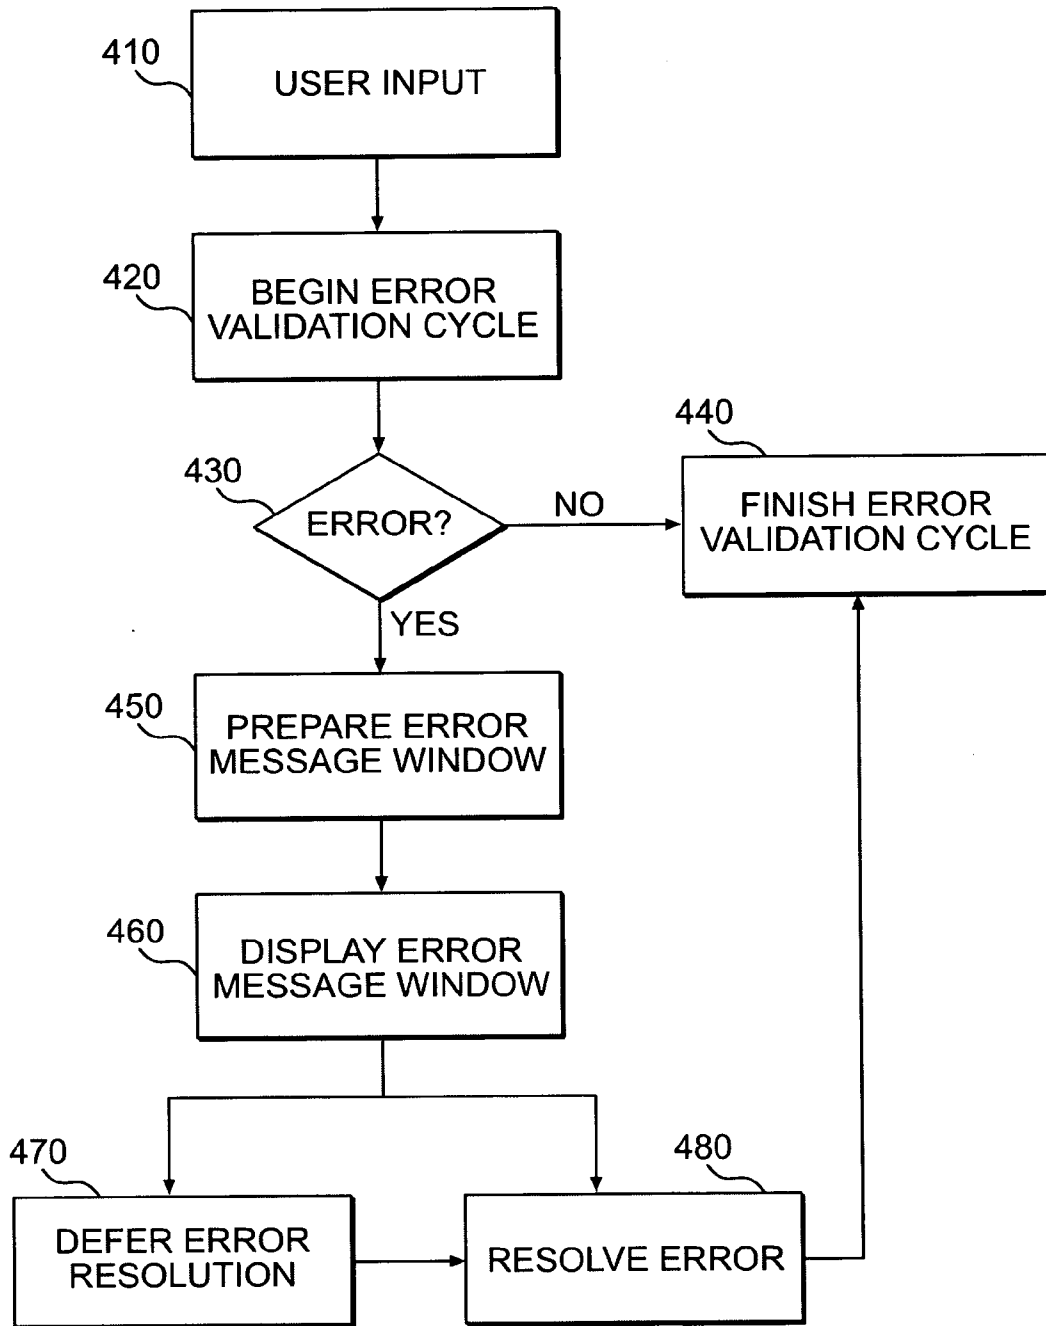 410
USER INPUT
420
BEGIN ERROR
VALIDATION CYCLE
430
ERROR?
NO
440
FINISH ERROR
VALIDATION CYCLE
YES
450
PREPARE ERROR
MESSAGE WINDOW
460
DISPLAY ERROR
MESSAGE WINDOW
470
DEFER ERROR
RESOLUTION
480
RESOLVE ERROR